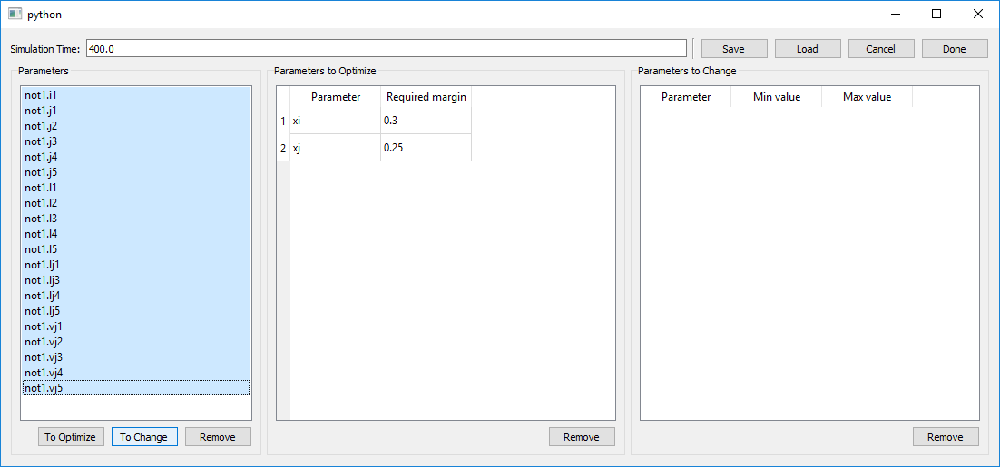 python
Simulation Time: 400.0 Save Load Cancel Done
Parameters
not1.i1
not1.j1
not1.j2
not1.j3
not1.j4
not1.j5
not1.l1
not1.l2
not1.l3
not1.l4
not1.l5
not1.lj1
not1.lj3
not1.lj4
not1.lj5
not1.vj1
not1.vj2
not1.vj3
not1.vj4
not1.vj5
To Optimize To Change Remove
Parameters to Optimize
Parameter Required margin
1 xi 0.3
2 xj 0.25
Remove
Parameters to Change
Parameter Min value Max value
Remove